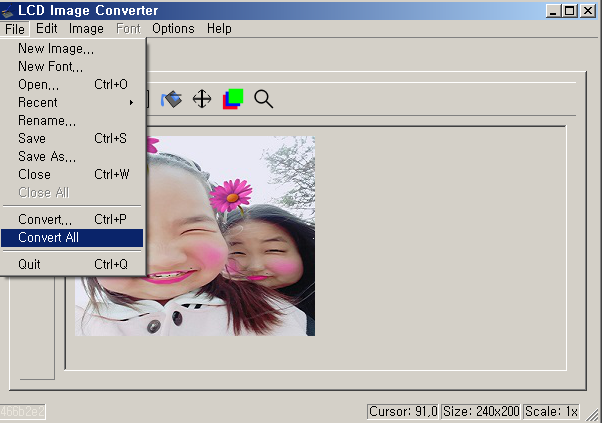 LCD Image Converter
File Edit Image Font Options Help
New Image...
New Font...
Open... Ctrl+O
Recent
Rename...
Save Ctrl+S
Save As...
Close Ctrl+W
Close All
Convert... Ctrl+P
Convert All
Quit Ctrl+Q
466b2e2 Cursor: 91,0 Size: 240x200 Scale: 1x